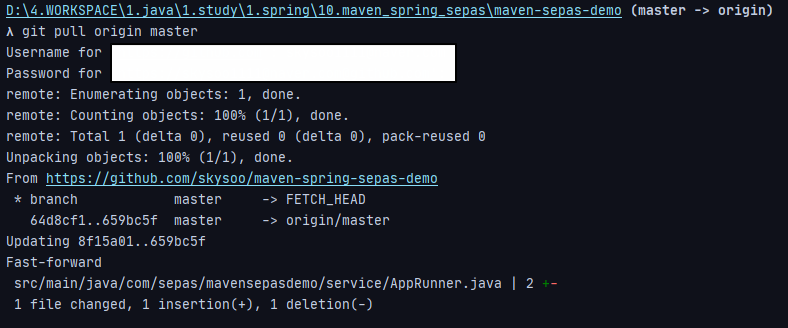 D:\4.WORKSPACE\1.java\1.study\1.spring\10.maven_spring_sepas\maven-sepas-demo (master -> origin)
λ git pull origin master
Username for
Password for
remote: Enumerating objects: 1, done.
remote: Counting objects: 100% (1/1), done.
remote: Total 1 (delta 0), reused 0 (delta 0), pack-reused 0
Unpacking objects: 100% (1/1), done.
From https://github.com/skysoo/maven-spring-sepas-demo
 * branch            master     -> FETCH_HEAD
   64d8cf1..659bc5f  master     -> origin/master
Updating 8f15a01..659bc5f
Fast-forward
 src/main/java/com/sepas/mavensepasdemo/service/AppRunner.java | 2 +-
 1 file changed, 1 insertion(+), 1 deletion(-)